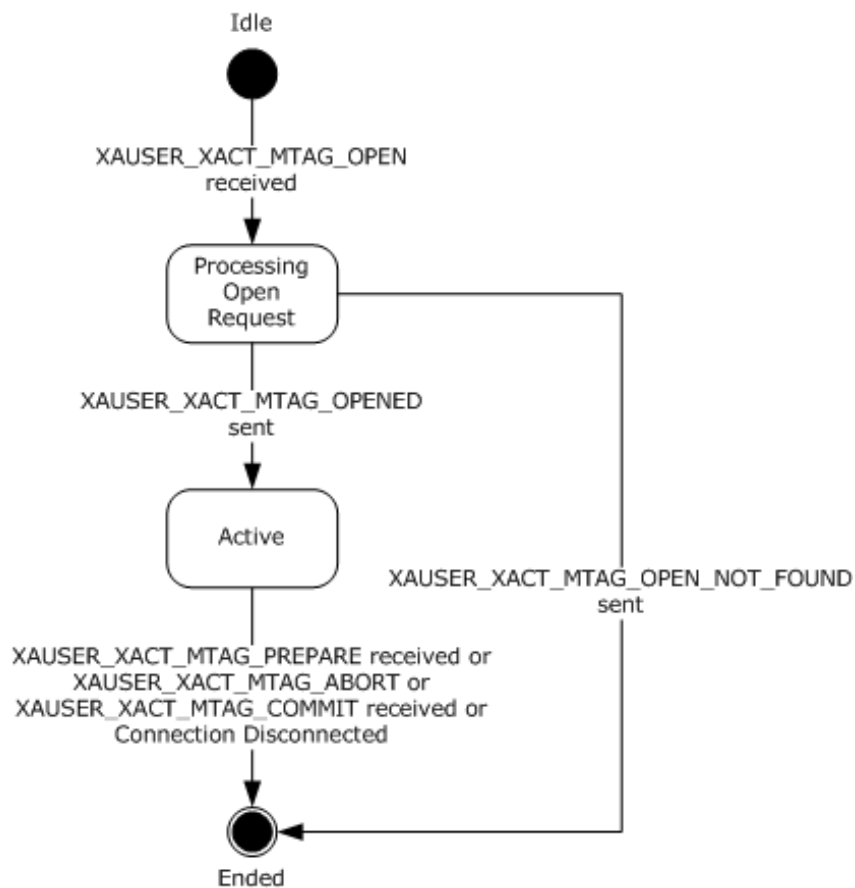 Idle
XAUSER_XACT_MTAG_OPEN
received
Processing
Open
Request
XAUSER_XACT_MTAG_OPENED
sent
Active
XAUSER_XACT_MTAG_OPEN_NOT_FOUND
sent
XAUSER_XACT_MTAG_PREPARE received or
XAUSER_XACT_MTAG_ABORT or
XAUSER_XACT_MTAG_COMMIT received or
Connection Disconnected
Ended